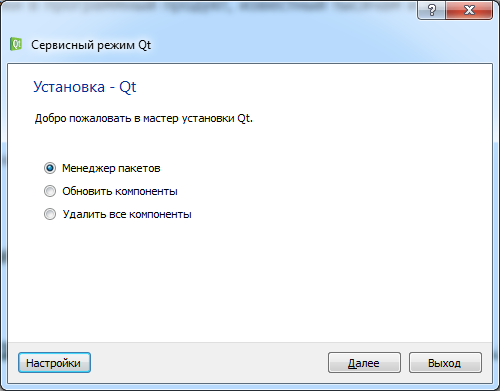 Сервисный режим Qt
Установка - Qt
Добро пожаловать в мастер установки Qt.
Менеджер пакетов
Обновить компоненты
Удалить все компоненты
Настройки
Далее
Выход